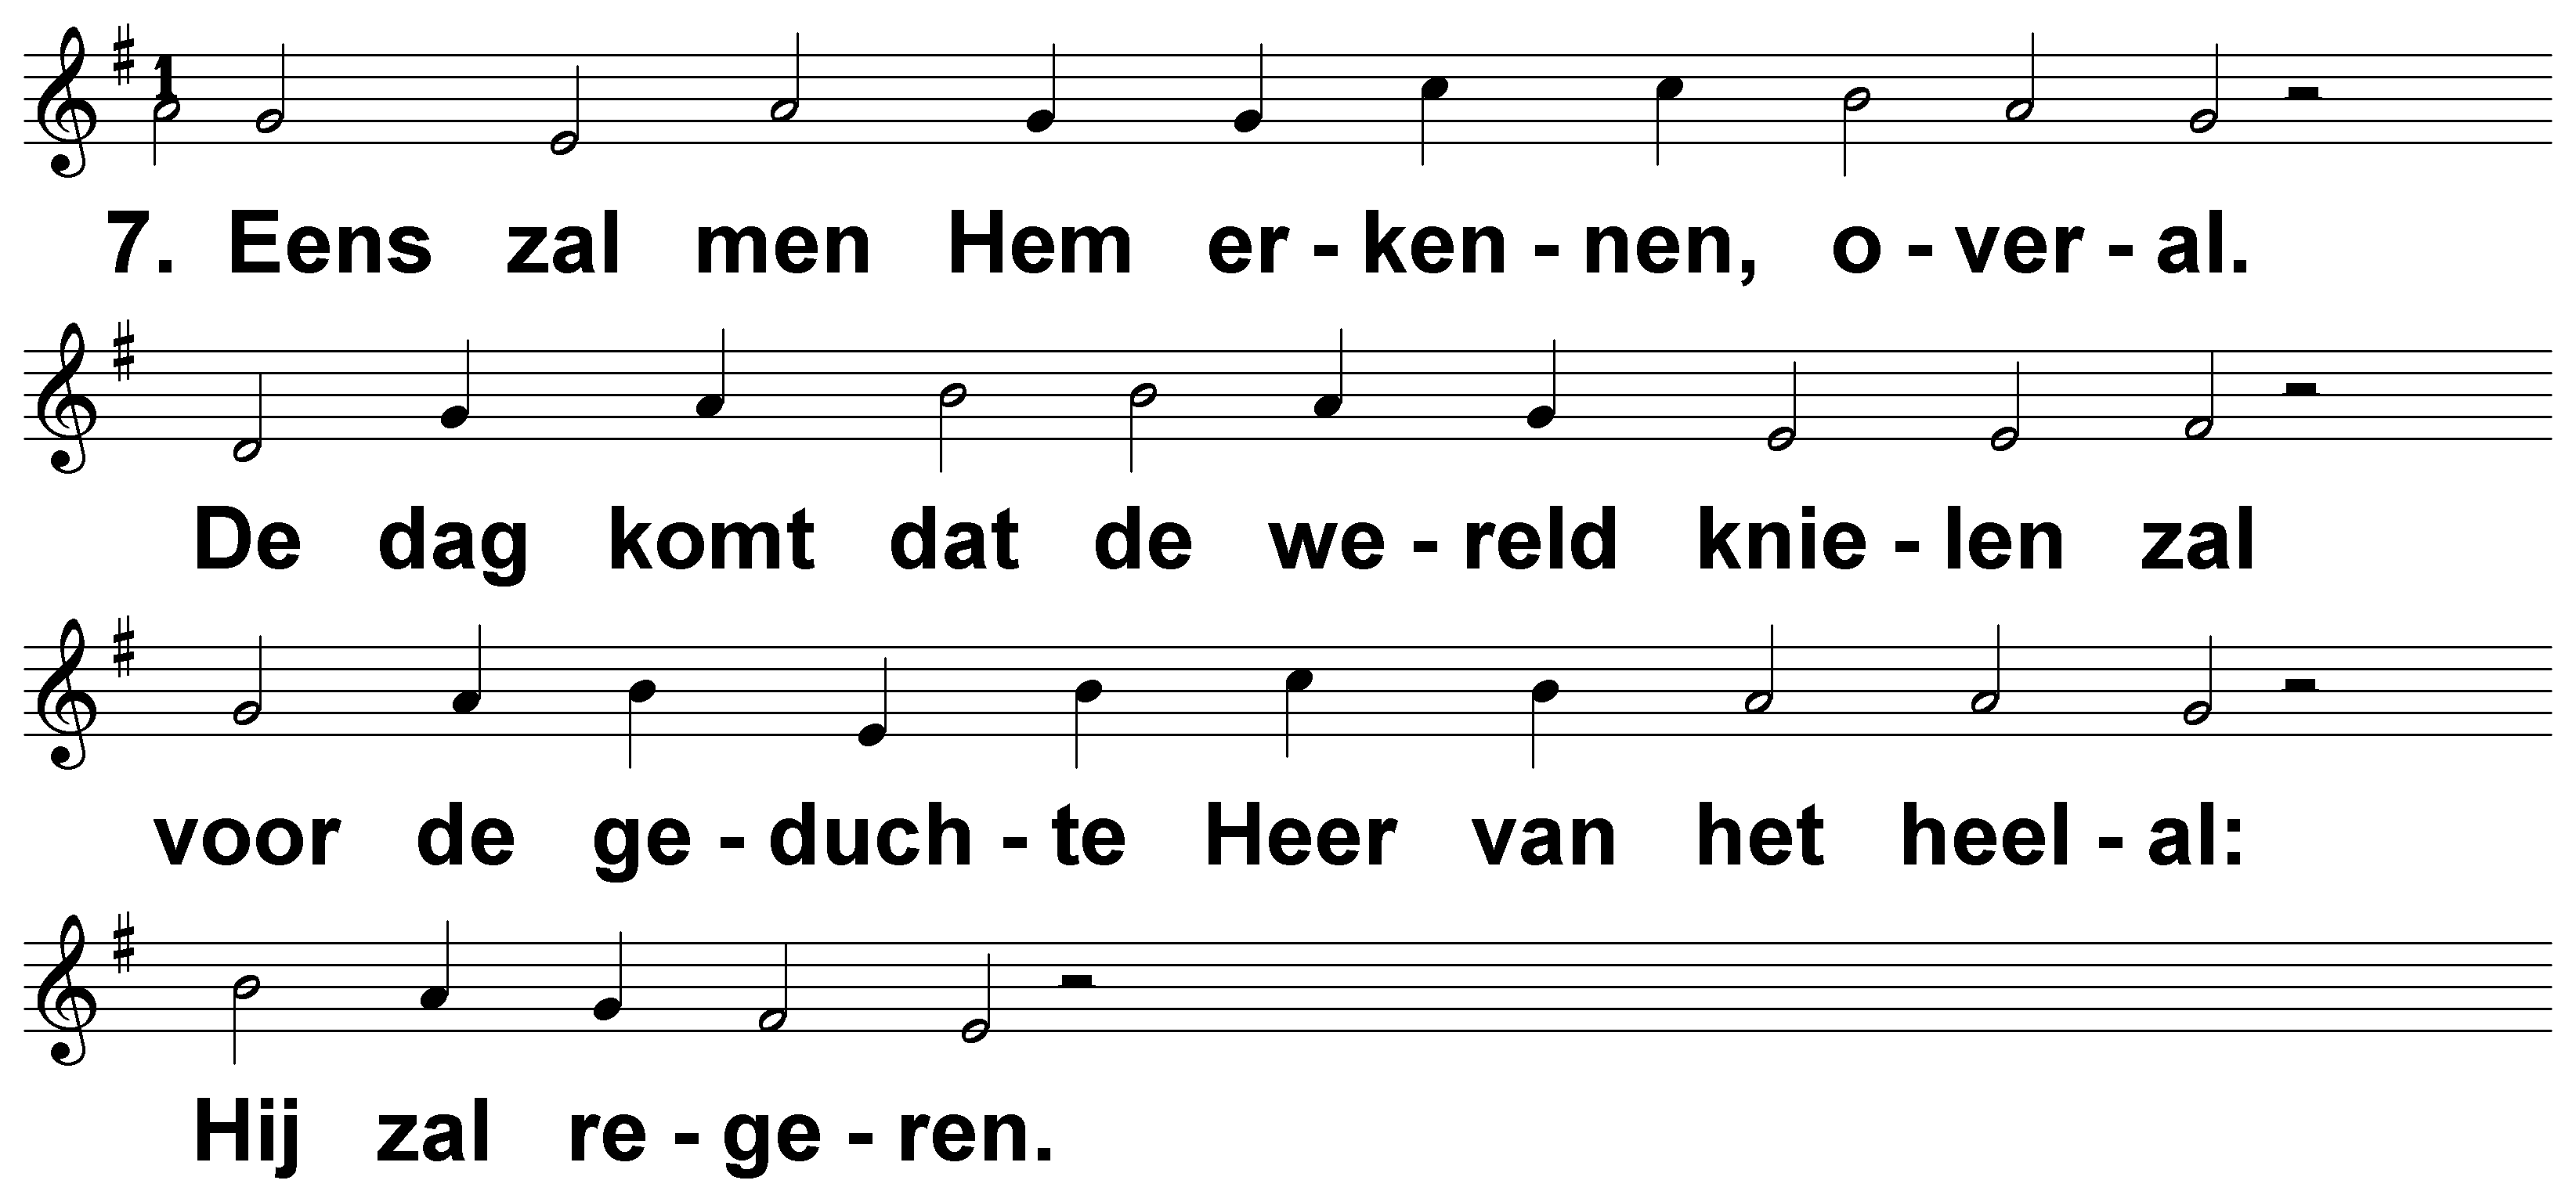 7. Eens zal men Hem er - ken - nen, o - ver - al.
De dag komt dat de we - reld knie - len zal
voor de ge - duch - te Heer van het heel - al:
Hij zal re - ge - ren.